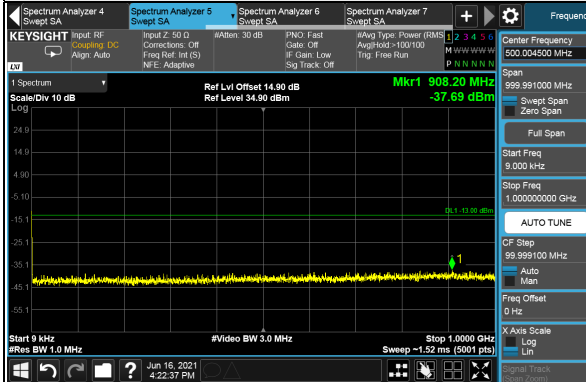 Spectrum Analyzer 4
Swept SA
Spectrum Analyzer 5
Swept SA
Spectrum Analyzer 6
Swept SA
Spectrum Analyzer 7
Swept SA
+
Frequenc
KEYSIGHT
Input: RF
Coupling: DC
Align: Auto
Input Z: 50 Ω
Corrections: Off
Freq Ref: Int (S)
NFE: Adaptive
#Atten: 30 dB
PNO: Fast
Gate: Off
IF Gain: Low
Sig Track: Off
#Avg Type: Power (RMS
Avg|Hold:>100/100
Trig: Free Run
1 2 3 4 5 6
M W W W W W
P N N N N N
LXI
1 Spectrum
Scale/Div 10 dB
Ref Lvl Offset 14.90 dB
Ref Level 34.90 dBm
Mkr1 908.20 MHz
-37.69 dBm
Log
24.9
14.9
4.90
-5.10
-15.1
-25.1
-35.1
-45.1
-55.1
DL1 -13.00 dBm
1
Start 9 kHz
#Res BW 1.0 MHz
#Video BW 3.0 MHz
Stop 1.0000 GHz
Sweep ~1.52 ms (5001 pts)
Center Frequency
500.004500 MHz
Span
999.991000 MHz
Swept Span
Zero Span
Full Span
Start Freq
9.000 kHz
Stop Freq
1.000000000 GHz
AUTO TUNE
CF Step
99.999100 MHz
Auto
Man
Freq Offset
0 Hz
X Axis Scale
Log
Lin
Signal Track
(Span Zoom)
?
Jun 16, 2021
4:22:37 PM